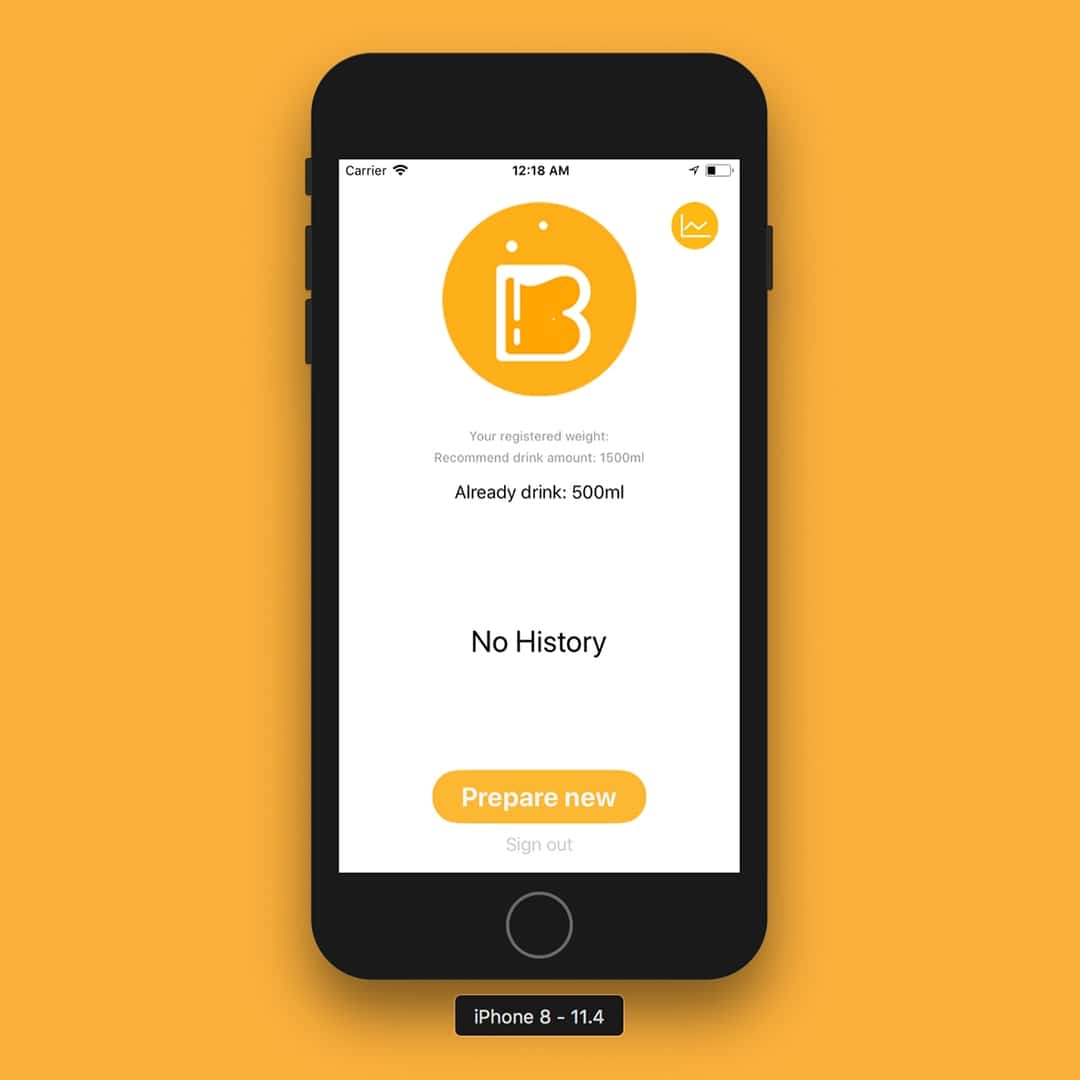 Carrier 12:18 AM
B
Your registered weight:
Recommend drink amount: 1500ml
Already drink: 500ml
No History
Prepare new
Sign out
iPhone 8 - 11.4